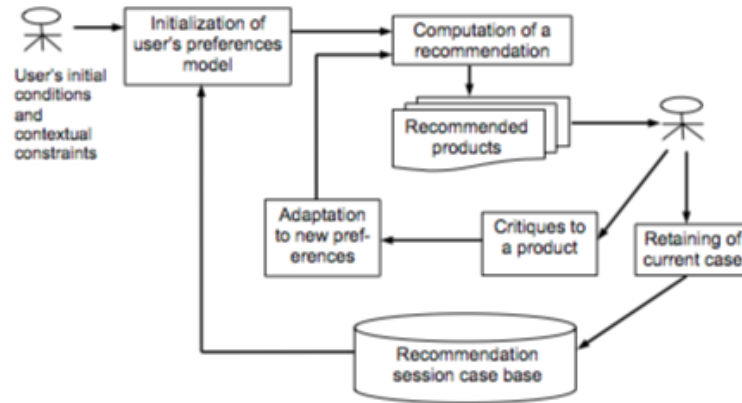 Initialization of
user's preferences
model
Computation of a
recommendation
User's initial
conditions
and
contextual
constraints
Recommended
products
Adaptation
to new pref-
erences
Critiques to
a product
Retaining of
current case
Recommendation
session case base